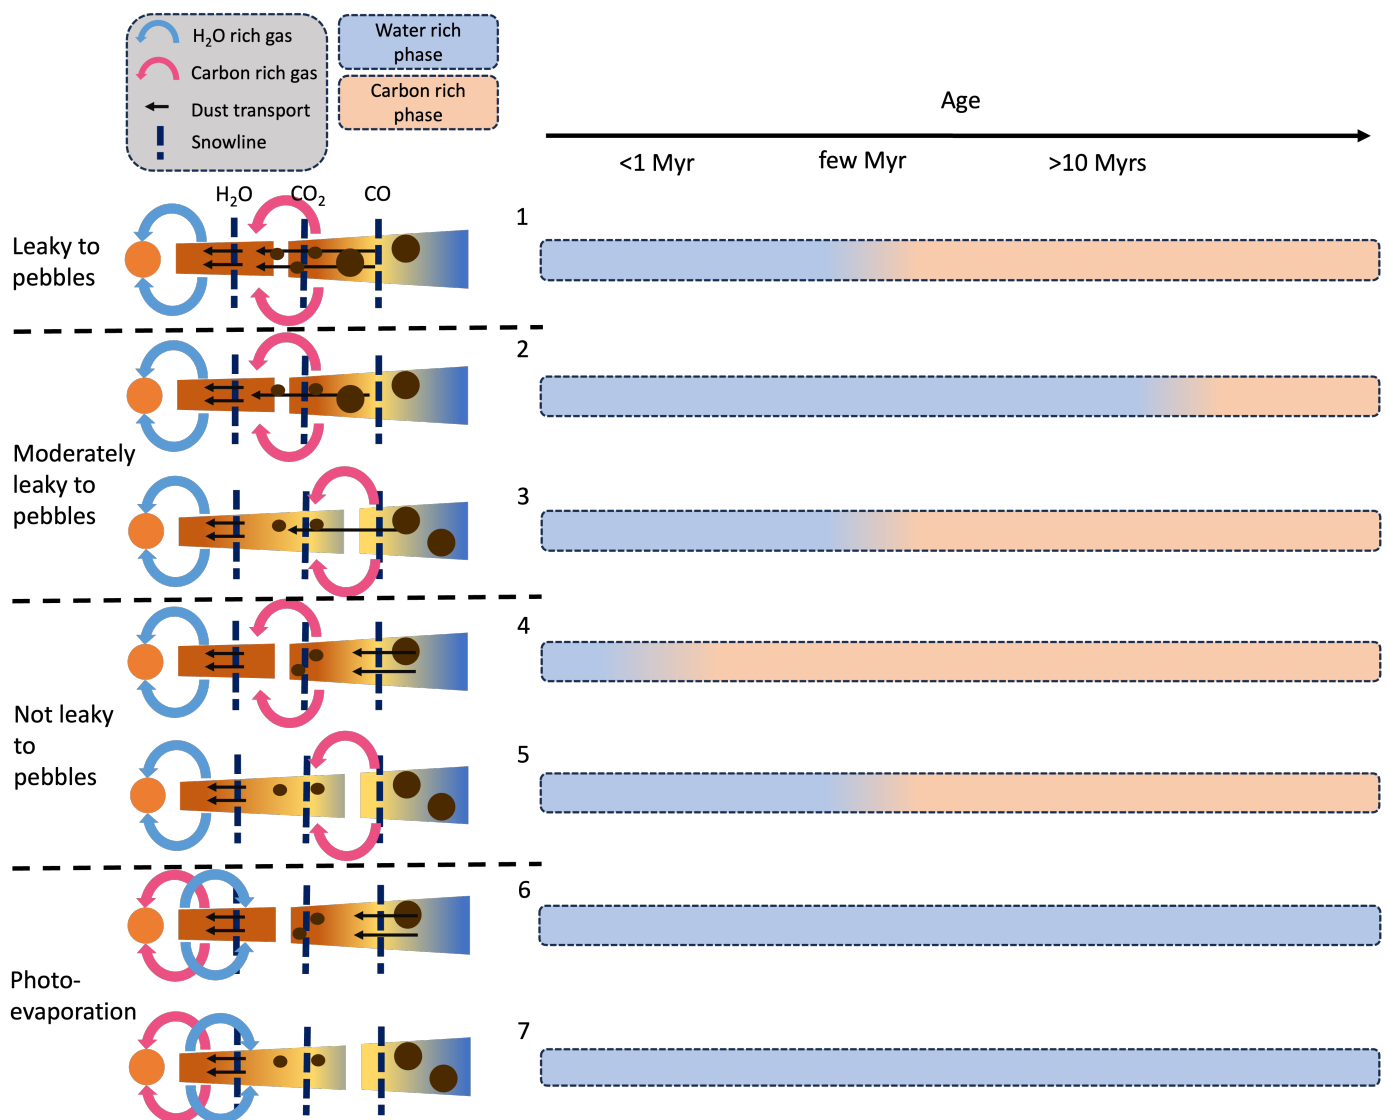 H₂O rich gas
Carbon rich gas
Dust transport
Snowline
Water rich
phase
Carbon rich
phase
Age
<1 Myr
few Myr
>10 Myrs
H₂O
CO₂
CO
1
Leaky to
pebbles
2
Moderately
leaky to
pebbles
3
4
Not leaky
to
pebbles
5
6
Photo-
evaporation
7